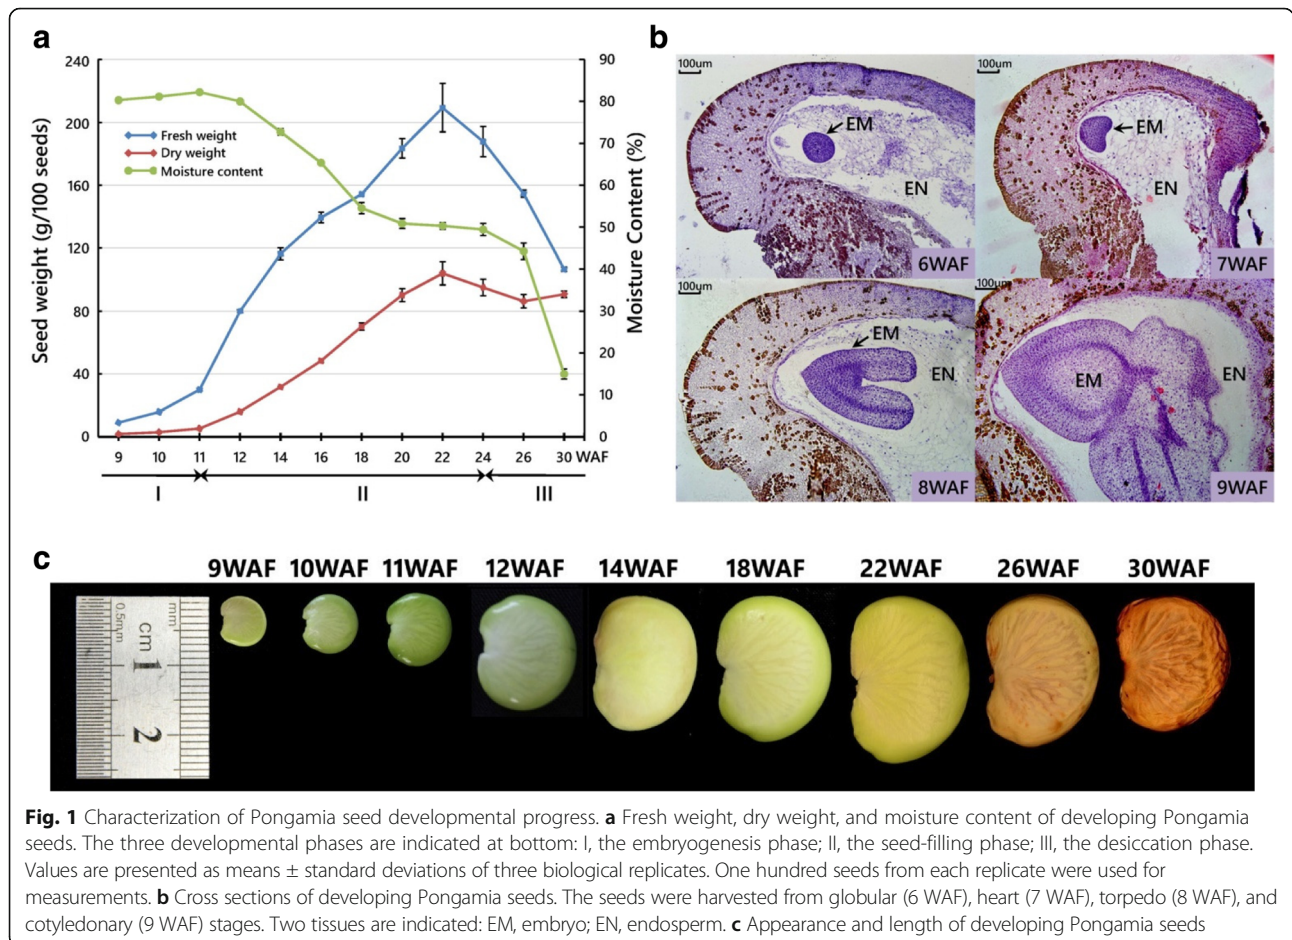 a
Seed weight (g/100 seeds)
240
200
160
120
80
40
0
Fresh weight
Dry weight
Moisture content
90
80
70
60
50
40
30
20
10
0
Moisture Content (%)
9 10 11 12 14 16 18 20 22 24 26 30 WAF
I II III
b
100um
EM
EN
6WAF
100um
EM
EN
7WAF
100um
EM
EN
8WAF
100um
EM
EN
9WAF
c
9WAF 10WAF 11WAF 12WAF 14WAF 18WAF 22WAF 26WAF 30WAF
0.5mm
mm
cm
1
2
Fig. 1 Characterization of Pongamia seed developmental progress. a Fresh weight, dry weight, and moisture content of developing Pongamia
seeds. The three developmental phases are indicated at bottom: I, the embryogenesis phase; II, the seed-filling phase; III, the desiccation phase.
Values are presented as means ± standard deviations of three biological replicates. One hundred seeds from each replicate were used for
measurements. b Cross sections of developing Pongamia seeds. The seeds were harvested from globular (6 WAF), heart (7 WAF), torpedo (8 WAF), and
cotyledonary (9 WAF) stages. Two tissues are indicated: EM, embryo; EN, endosperm. c Appearance and length of developing Pongamia seeds